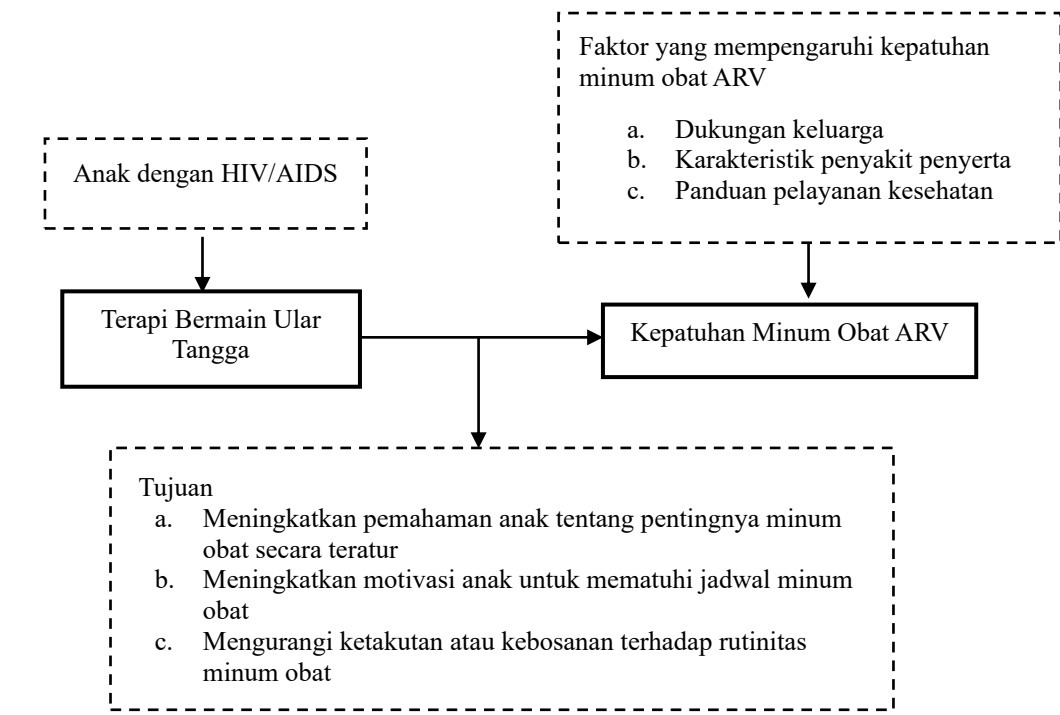 Faktor yang mempengaruhi kepatuhan
minum obat ARV
a. Dukungan keluarga
b. Karakteristik penyakit penyerta
c. Panduan pelayanan kesehatan
Anak dengan HIV/AIDS
Terapi Bermain Ular
Tangga
Kepatuhan Minum Obat ARV
Tujuan
a. Meningkatkan pemahaman anak tentang pentingnya minum
obat secara teratur
b. Meningkatkan motivasi anak untuk mematuhi jadwal minum
obat
c. Mengurangi ketakutan atau kebosanan terhadap rutinitas
minum obat